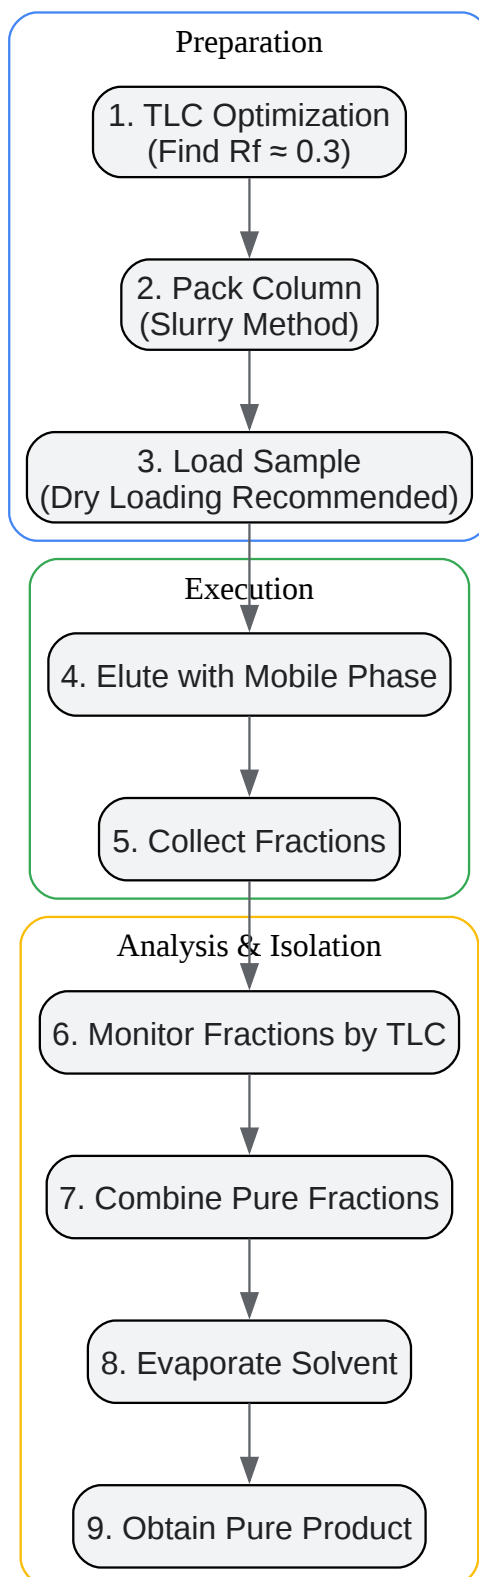 Preparation
1. TLC Optimization
(Find Rf ≈ 0.3)
2. Pack Column
(Slurry Method)
3. Load Sample
(Dry Loading Recommended)
Execution
4. Elute with Mobile Phase
5. Collect Fractions
Analysis & Isolation
6. Monitor Fractions by TLC
7. Combine Pure Fractions
8. Evaporate Solvent
9. Obtain Pure Product